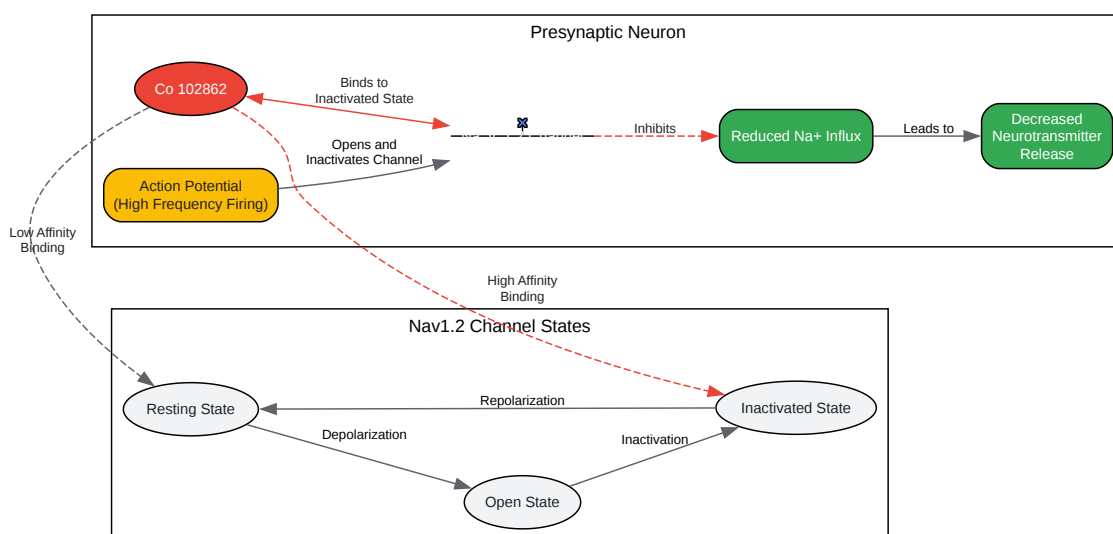 Presynaptic Neuron
Co 102862
Binds to
Inactivated State
Opens and
Inactivates Channel
Action Potential
(High Frequency Firing)
Inhibits
Reduced Na+ Influx
Leads to
Decreased
Neurotransmitter
Release
Low Affinity
Binding
High Affinity
Binding
Nav1.2 Channel States
Resting State
Repolarization
Inactivated State
Depolarization
Inactivation
Open State